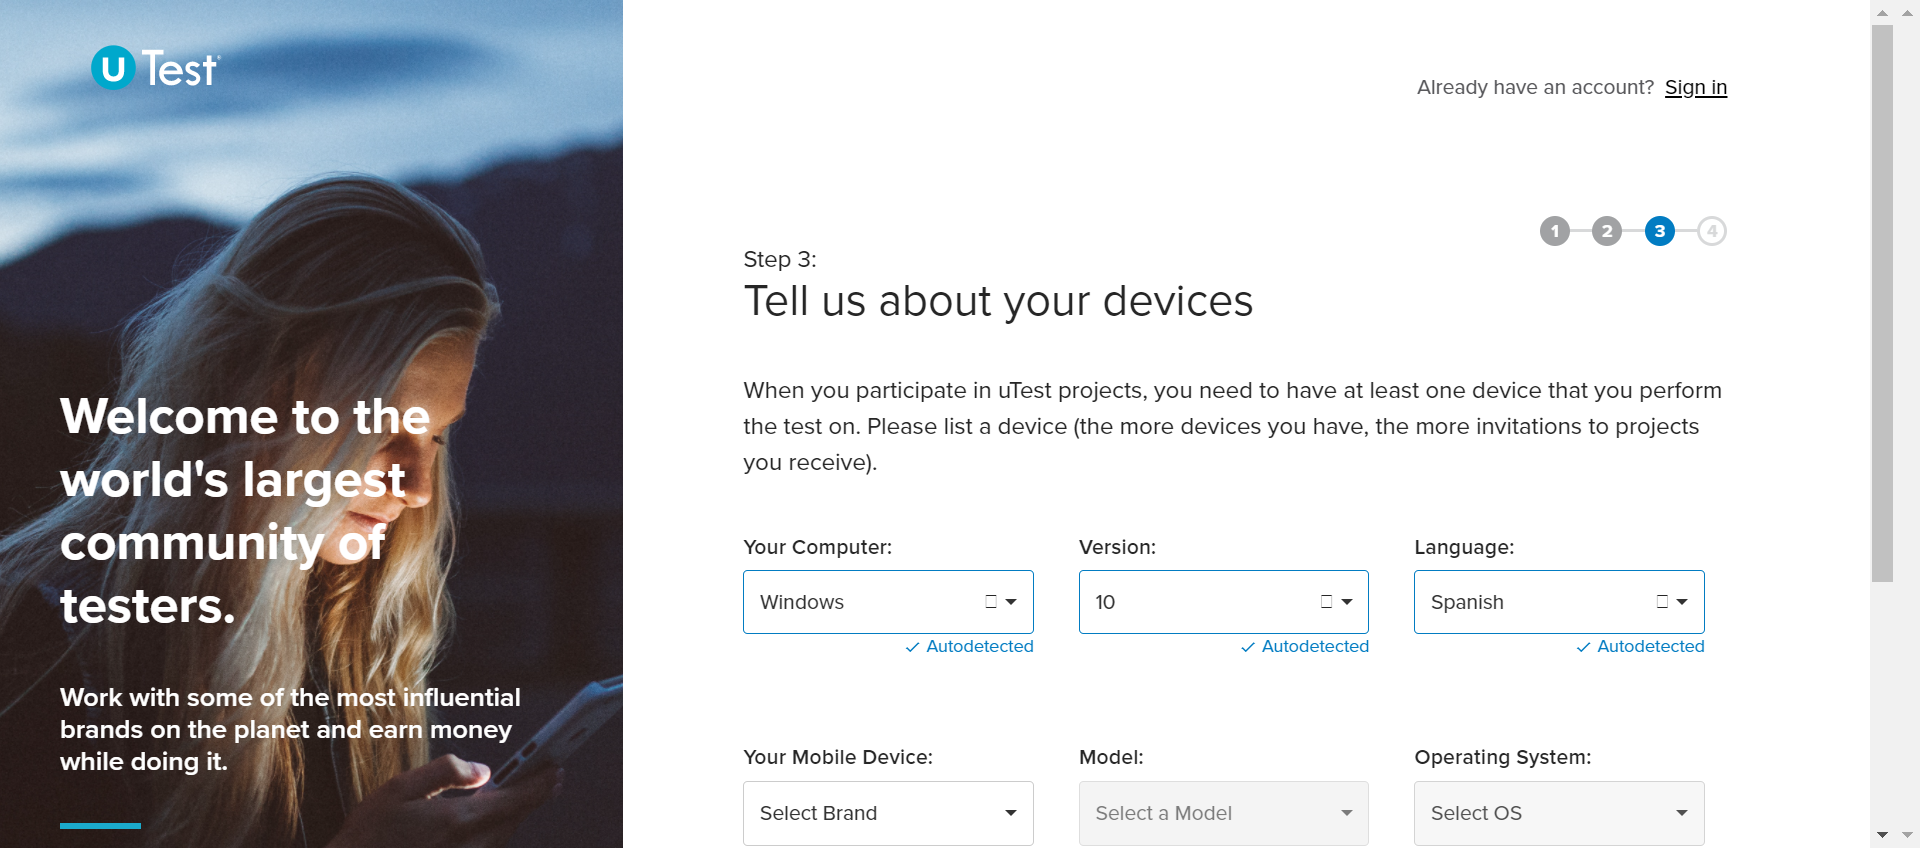 u Test
Already have an account? Sign in
1 2 3 4
Step 3:
Tell us about your devices
When you participate in uTest projects, you need to have at least one device that you perform
the test on. Please list a device (the more devices you have, the more invitations to projects
you receive).
Welcome to the
world's largest
community of
testers.
Work with some of the most influential
brands on the planet and earn money
while doing it.
Your Computer: Version: Language:
Windows 10 Spanish
Autodetected Autodetected Autodetected
Your Mobile Device: Model: Operating System:
Select Brand Select a Model Select OS